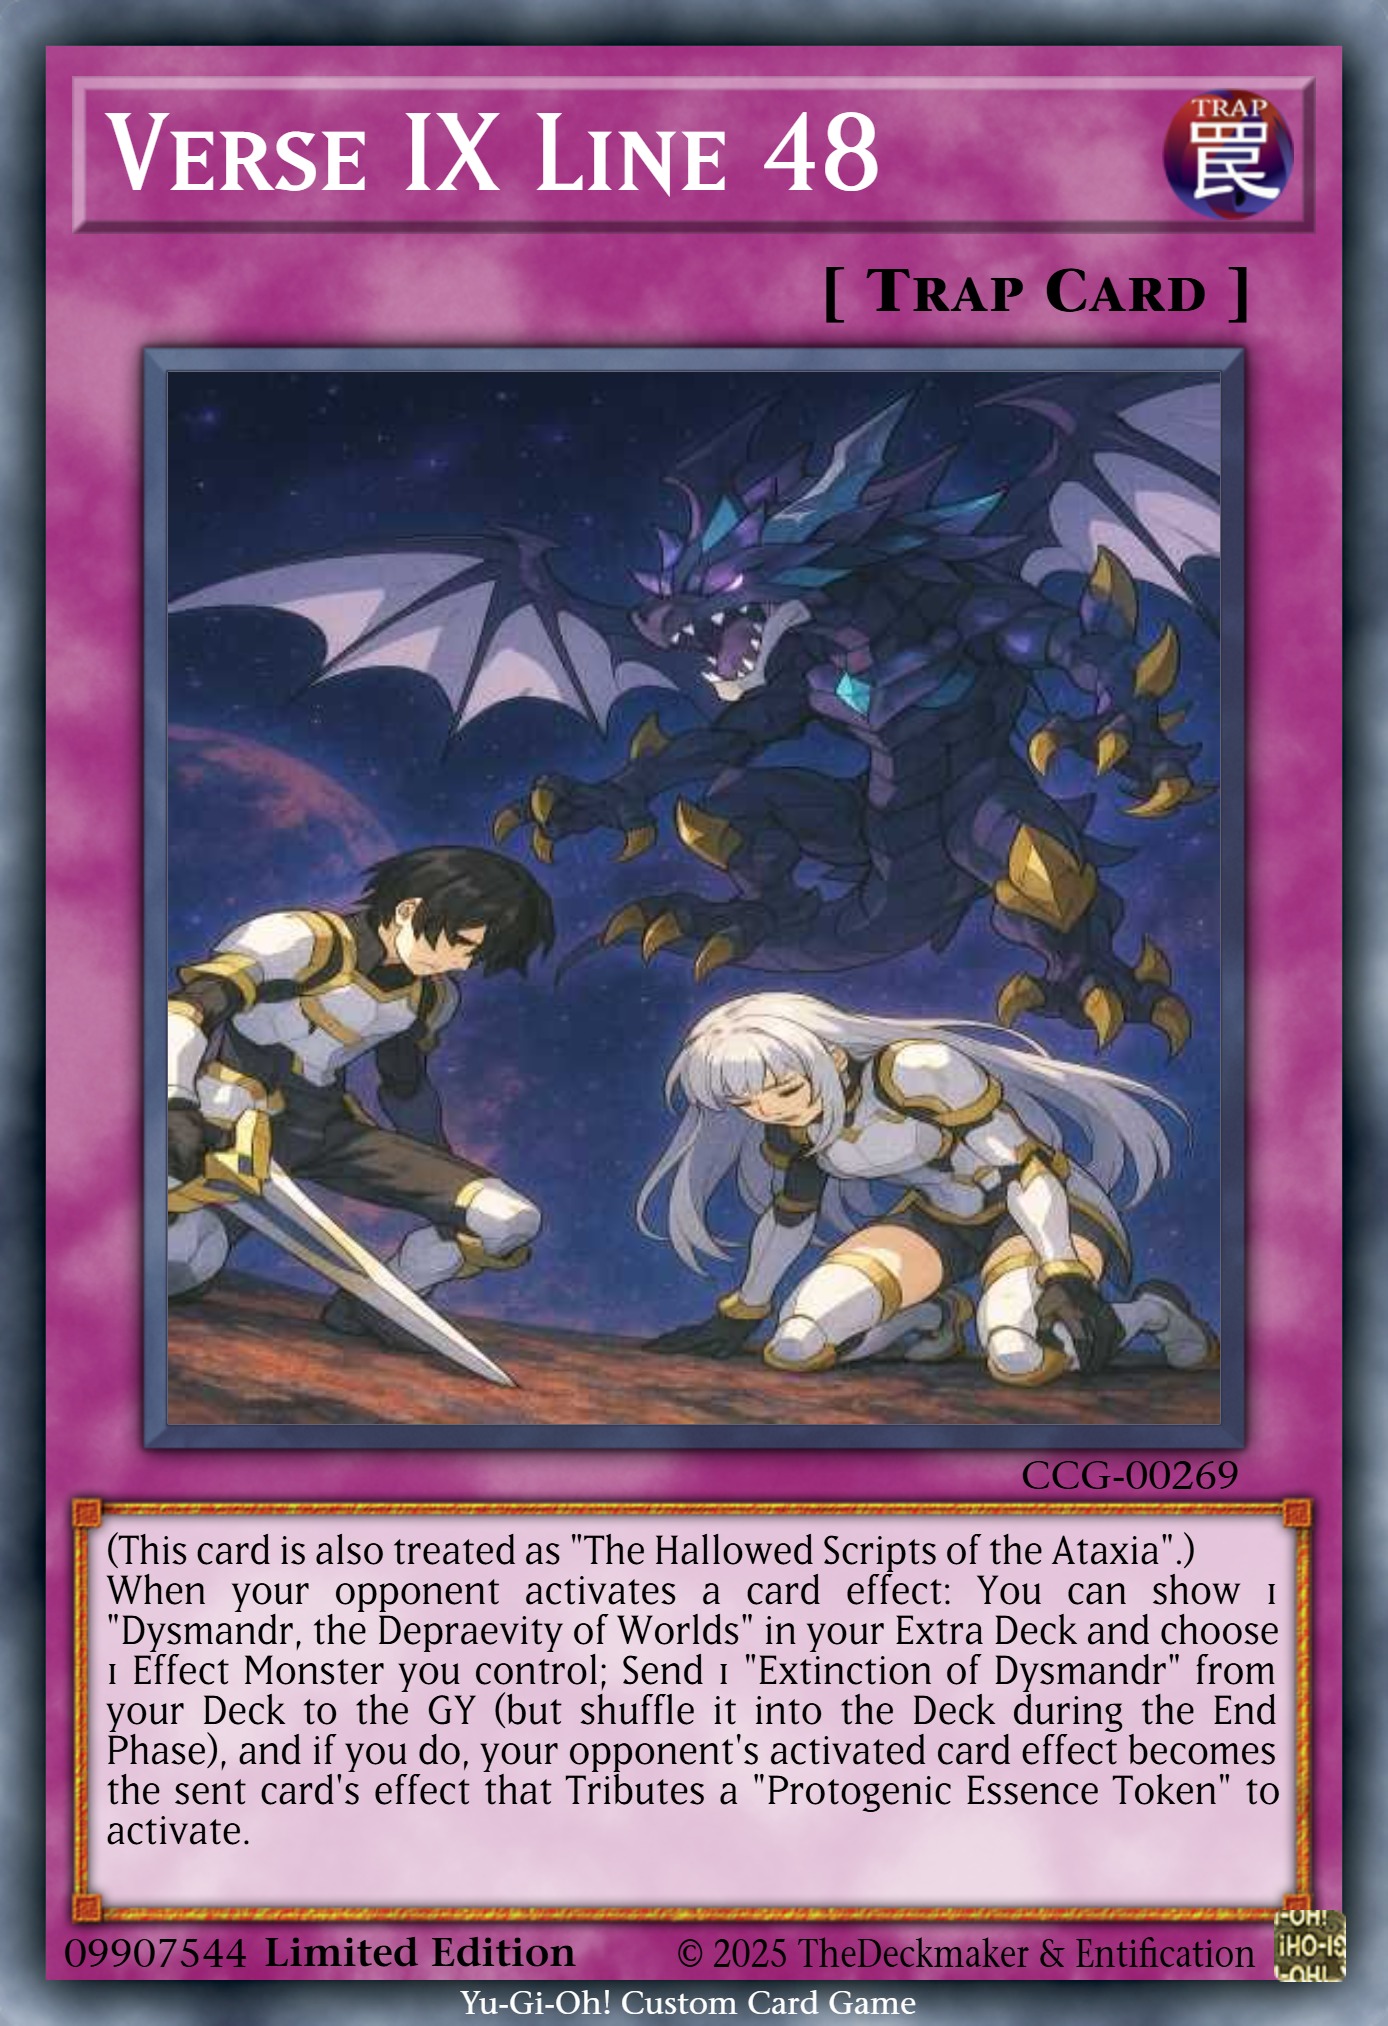 Verse IX Line 48
TRAP
罠
[ Trap Card ]
CCG-00269
(This card is also treated as "The Hallowed Scripts of the Ataxia".)
When your opponent activates a card effect: You can show 1
"Dysmandr, the Depraevity of Worlds" in your Extra Deck and choose
1 Effect Monster you control; Send 1 "Extinction of Dysmandr" from
your Deck to the GY (but shuffle it into the Deck during the End
Phase), and if you do, your opponent's activated card effect becomes
the sent card's effect that Tributes a "Protogenic Essence Token" to
activate.
09907544 Limited Edition © 2025 TheDeckmaker & Entification
Yu-Gi-Oh! Custom Card Game